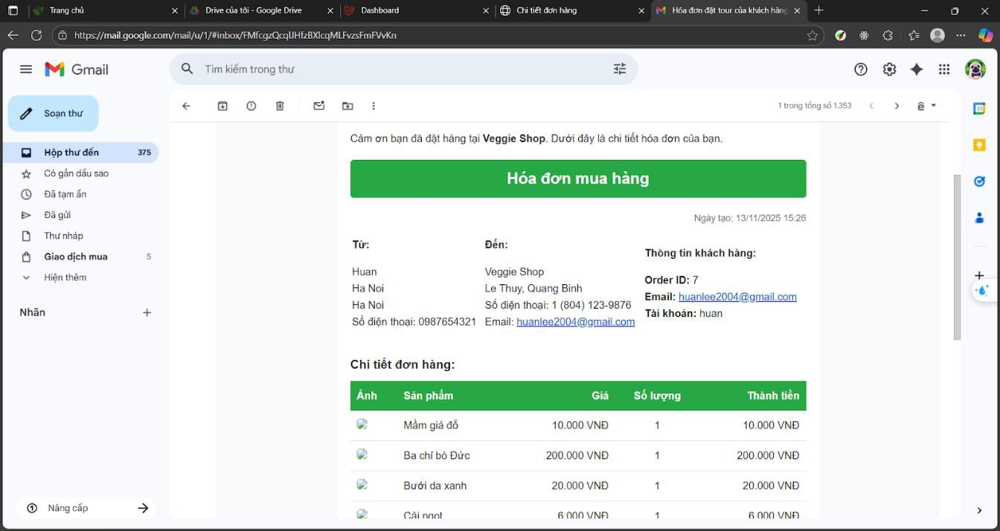 Trang chủ
Drive của tôi - Google Drive
Dashboard
Chi tiết đơn hàng
Hóa đơn đặt tour của khách hàng
https://mail.google.com/mail/u/1/#inbox/FMfcgzQcqlJHfzBXlcqMLFvzsFmFVvKn
Gmail
Tìm kiếm trong thư
Soạn thư
1 trong tổng số 1.353
Hộp thư đến 375
Có gắn dấu sao
Đã tạm ẩn
Đã gửi
Thư nháp
Giao dịch mua 5
Hiện thêm
Nhãn
Nâng cấp
Cảm ơn bạn đã đặt hàng tại Veggie Shop. Dưới đây là chi tiết hóa đơn của bạn.
Hóa đơn mua hàng
Ngày tạo: 13/11/2025 15:26
Từ:
Huan
Ha Noi
Ha Noi
Số điện thoại: 0987654321
Đến:
Veggie Shop
Le Thuy, Quang Binh
Số điện thoại: 1 (804) 123-9876
Email: huanlee2004@gmail.com
Thông tin khách hàng:
Order ID: 7
Email: huanlee2004@gmail.com
Tài khoản: huan
Chi tiết đơn hàng:
Ảnh Sản phẩm Giá Số lượng Thành tiền
Mầm giá đỗ 10.000 VNĐ 1 10.000 VNĐ
Ba chỉ bò Đức 200.000 VNĐ 1 200.000 VNĐ
Bưởi da xanh 20.000 VNĐ 1 20.000 VNĐ
Cải ngọt 6.000 VNĐ 1 6.000 VNĐ
31